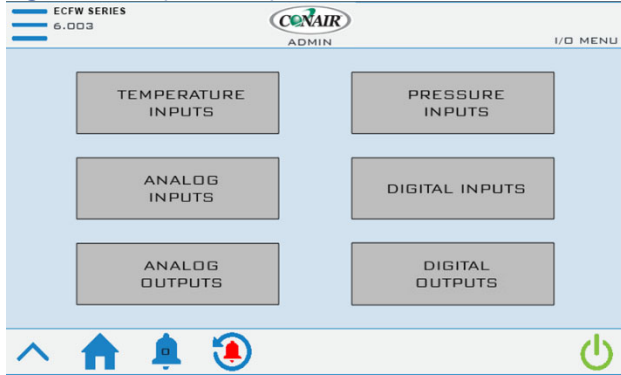 ECFW SERIES
6.003
CONAIR
ADMIN
I/O MENU
TEMPERATURE
INPUTS
PRESSURE
INPUTS
ANALOG
INPUTS
DIGITAL INPUTS
ANALOG
OUTPUTS
DIGITAL
OUTPUTS
0